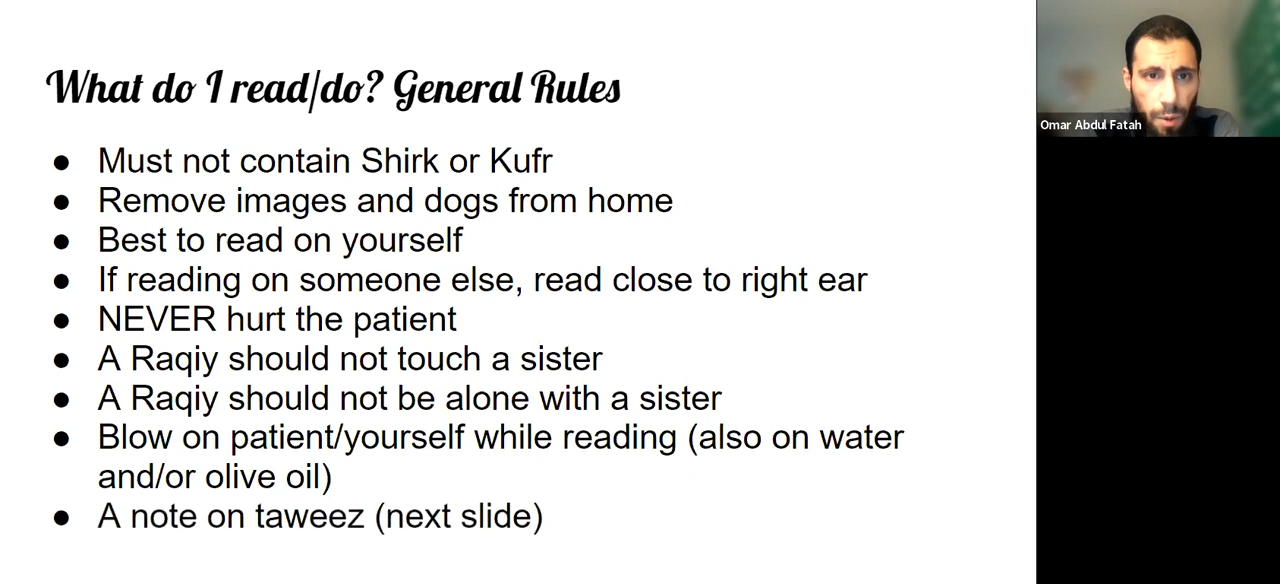 What do I read/do? General Rules
● Must not contain Shirk or Kufr
● Remove images and dogs from home
● Best to read on yourself
● If reading on someone else, read close to right ear
● NEVER hurt the patient
● A Raqiy should not touch a sister
● A Raqiy should not be alone with a sister
● Blow on patient/yourself while reading (also on water
and/or olive oil)
● A note on taweez (next slide)
Omar Abdul Fatah